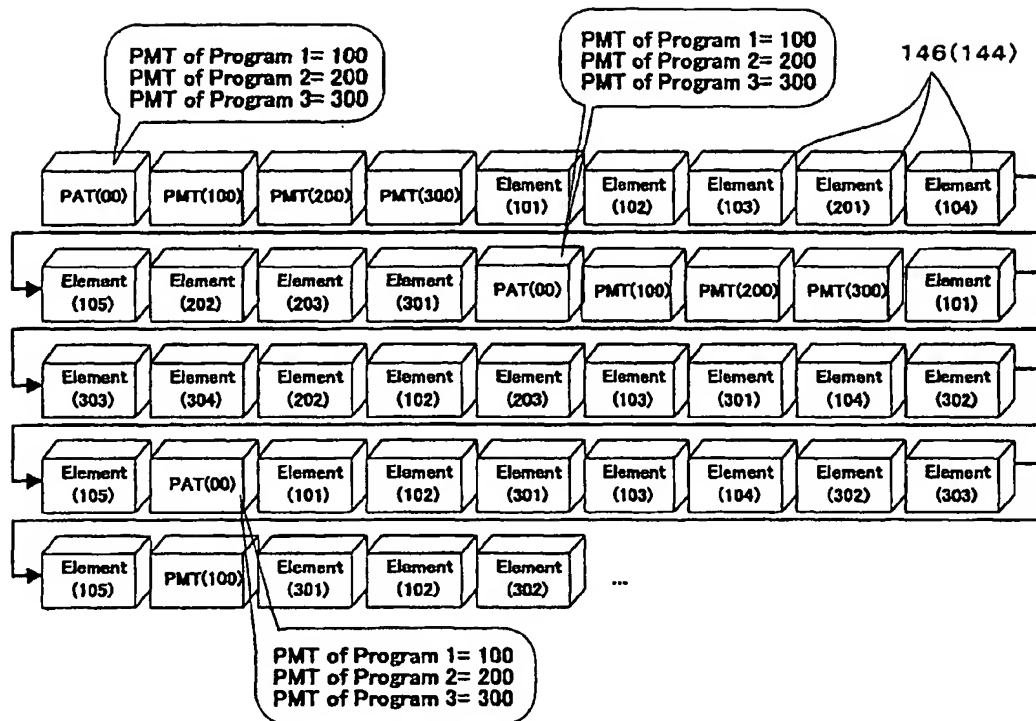 PMT of Program 1= 100
PMT of Program 2= 200
PMT of Program 3= 300
PMT of Program 1= 100
PMT of Program 2= 200
PMT of Program 3= 300
146(144)
PAT(00) PMT(100) PMT(200) PMT(300) Element (101) Element (102) Element (103) Element (201) Element (104)
Element (105) Element (202) Element (203) Element (301) PAT(00) PMT(100) PMT(200) PMT(300) Element (101)
Element (303) Element (304) Element (202) Element (102) Element (203) Element (103) Element (301) Element (104) Element (302)
Element (105) PAT(00) Element (101) Element (102) Element (301) Element (103) Element (104) Element (302) Element (303)
Element (105) PMT(100) Element (301) Element (102) Element (302) ...
PMT of Program 1= 100
PMT of Program 2= 200
PMT of Program 3= 300